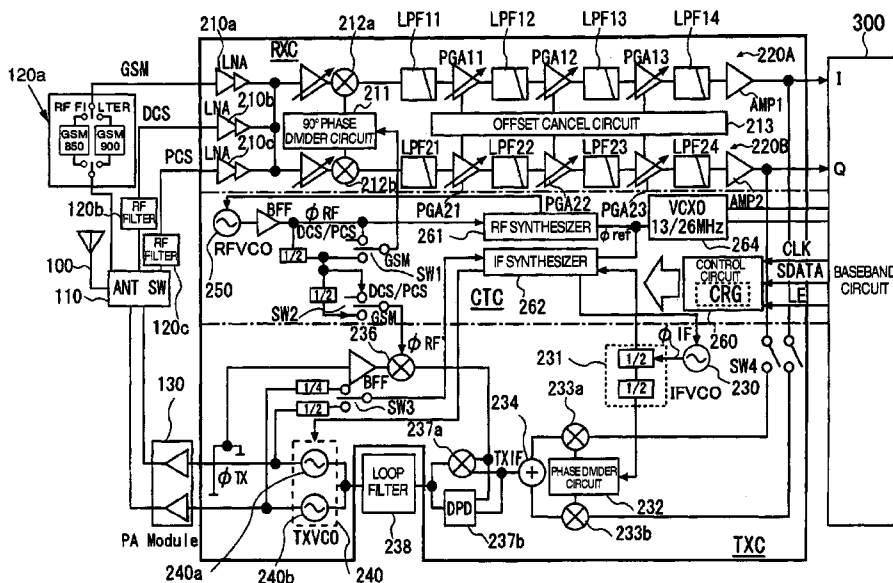 210a
212a
LPF11
LPF12
LPF13
LPF14
300
RXC
220A
120a
GSM
LNA
PGA11
PGA12
PGA13
I
RF FILTER
DCS
LNA
210b
211
AMP1
GSM 850
GSM 900
90° PHASE DIVIDER CIRCUIT
OFFSET CANCEL CIRCUIT
213
PCS
LNA
210c
220B
LPF21
LPF22
LPF23
LPF24
Q
212b
120b
RF FILTER
BFF
ϕ RF
PGA21
PGA22
PGA23
AMP2
VCXO 13/26MHz
DCS/PCS
261
RF SYNTHESIZER
ϕ ref
264
CLK
RF FILTER
RFVCO
GSM
IF SYNTHESIZER
CONTROL CIRCUIT
SDATA
100
250
1/2
SW1
CRG
BASEBAND CIRCUIT
110
ANT SW
DCS/PCS
262
LE
120c
1/2
SW2
GSM
CTC
260
236
ϕ RF'
231
ϕ IF
1/2
230
SW4
130
1/4
BFF
1/2
IFVCO
1/2
SW3
234
233a
237a
TXIF
ϕ TX
LOOP FILTER
PHASE DIVIDER CIRCUIT
232
DPD
238
237b
233b
PA Module
TXVCO
240a
240b
240
TXC